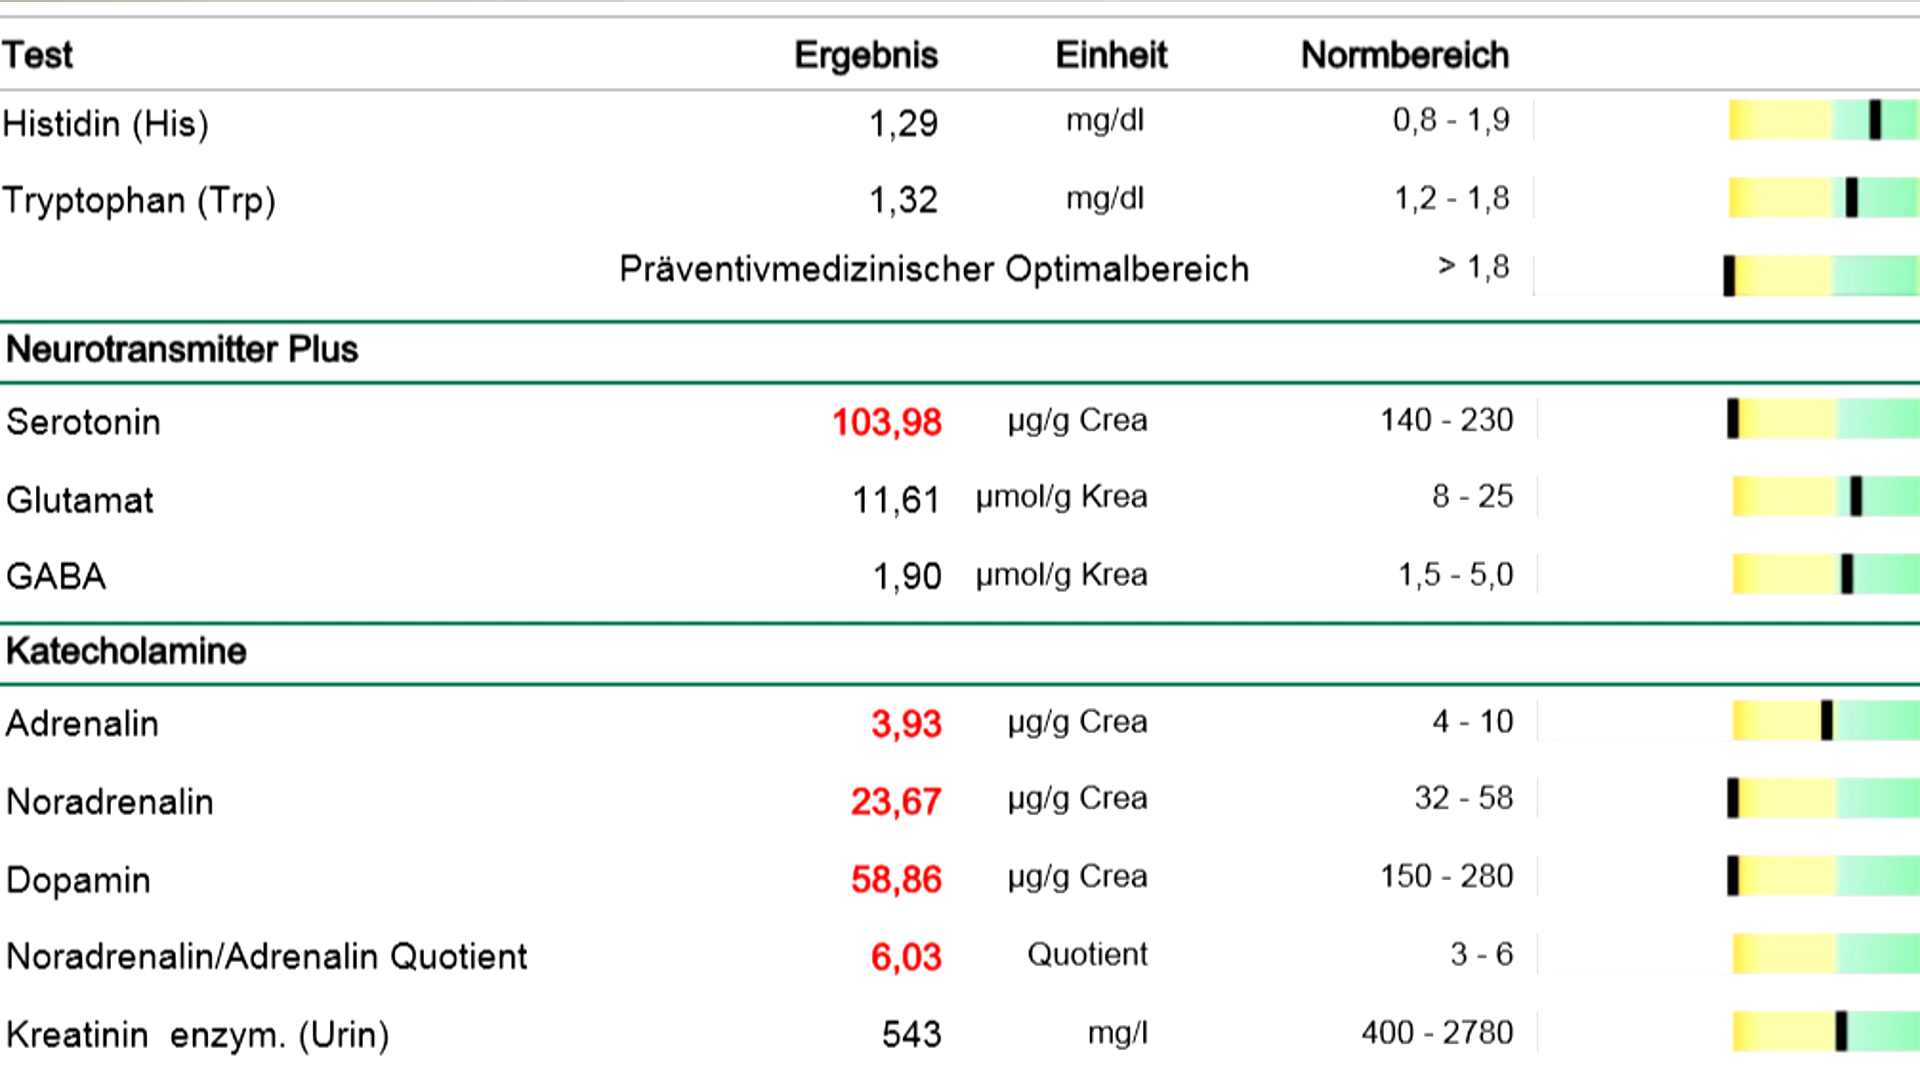 Test Ergebnis Einheit Normbereich
Histidin (His) 1,29 mg/dl 0,8 - 1,9
Tryptophan (Trp) 1,32 mg/dl 1,2 - 1,8
Präventivmedizinischer Optimalbereich > 1,8
Neurotransmitter Plus
Serotonin 103,98 µg/g Crea 140 - 230
Glutamat 11,61 µmol/g Krea 8 - 25
GABA 1,90 µmol/g Krea 1,5 - 5,0
Katecholamine
Adrenalin 3,93 µg/g Crea 4 - 10
Noradrenalin 23,67 µg/g Crea 32 - 58
Dopamin 58,86 µg/g Crea 150 - 280
Noradrenalin/Adrenalin Quotient 6,03 Quotient 3 - 6
Kreatinin enzym. (Urin) 543 mg/l 400 - 2780